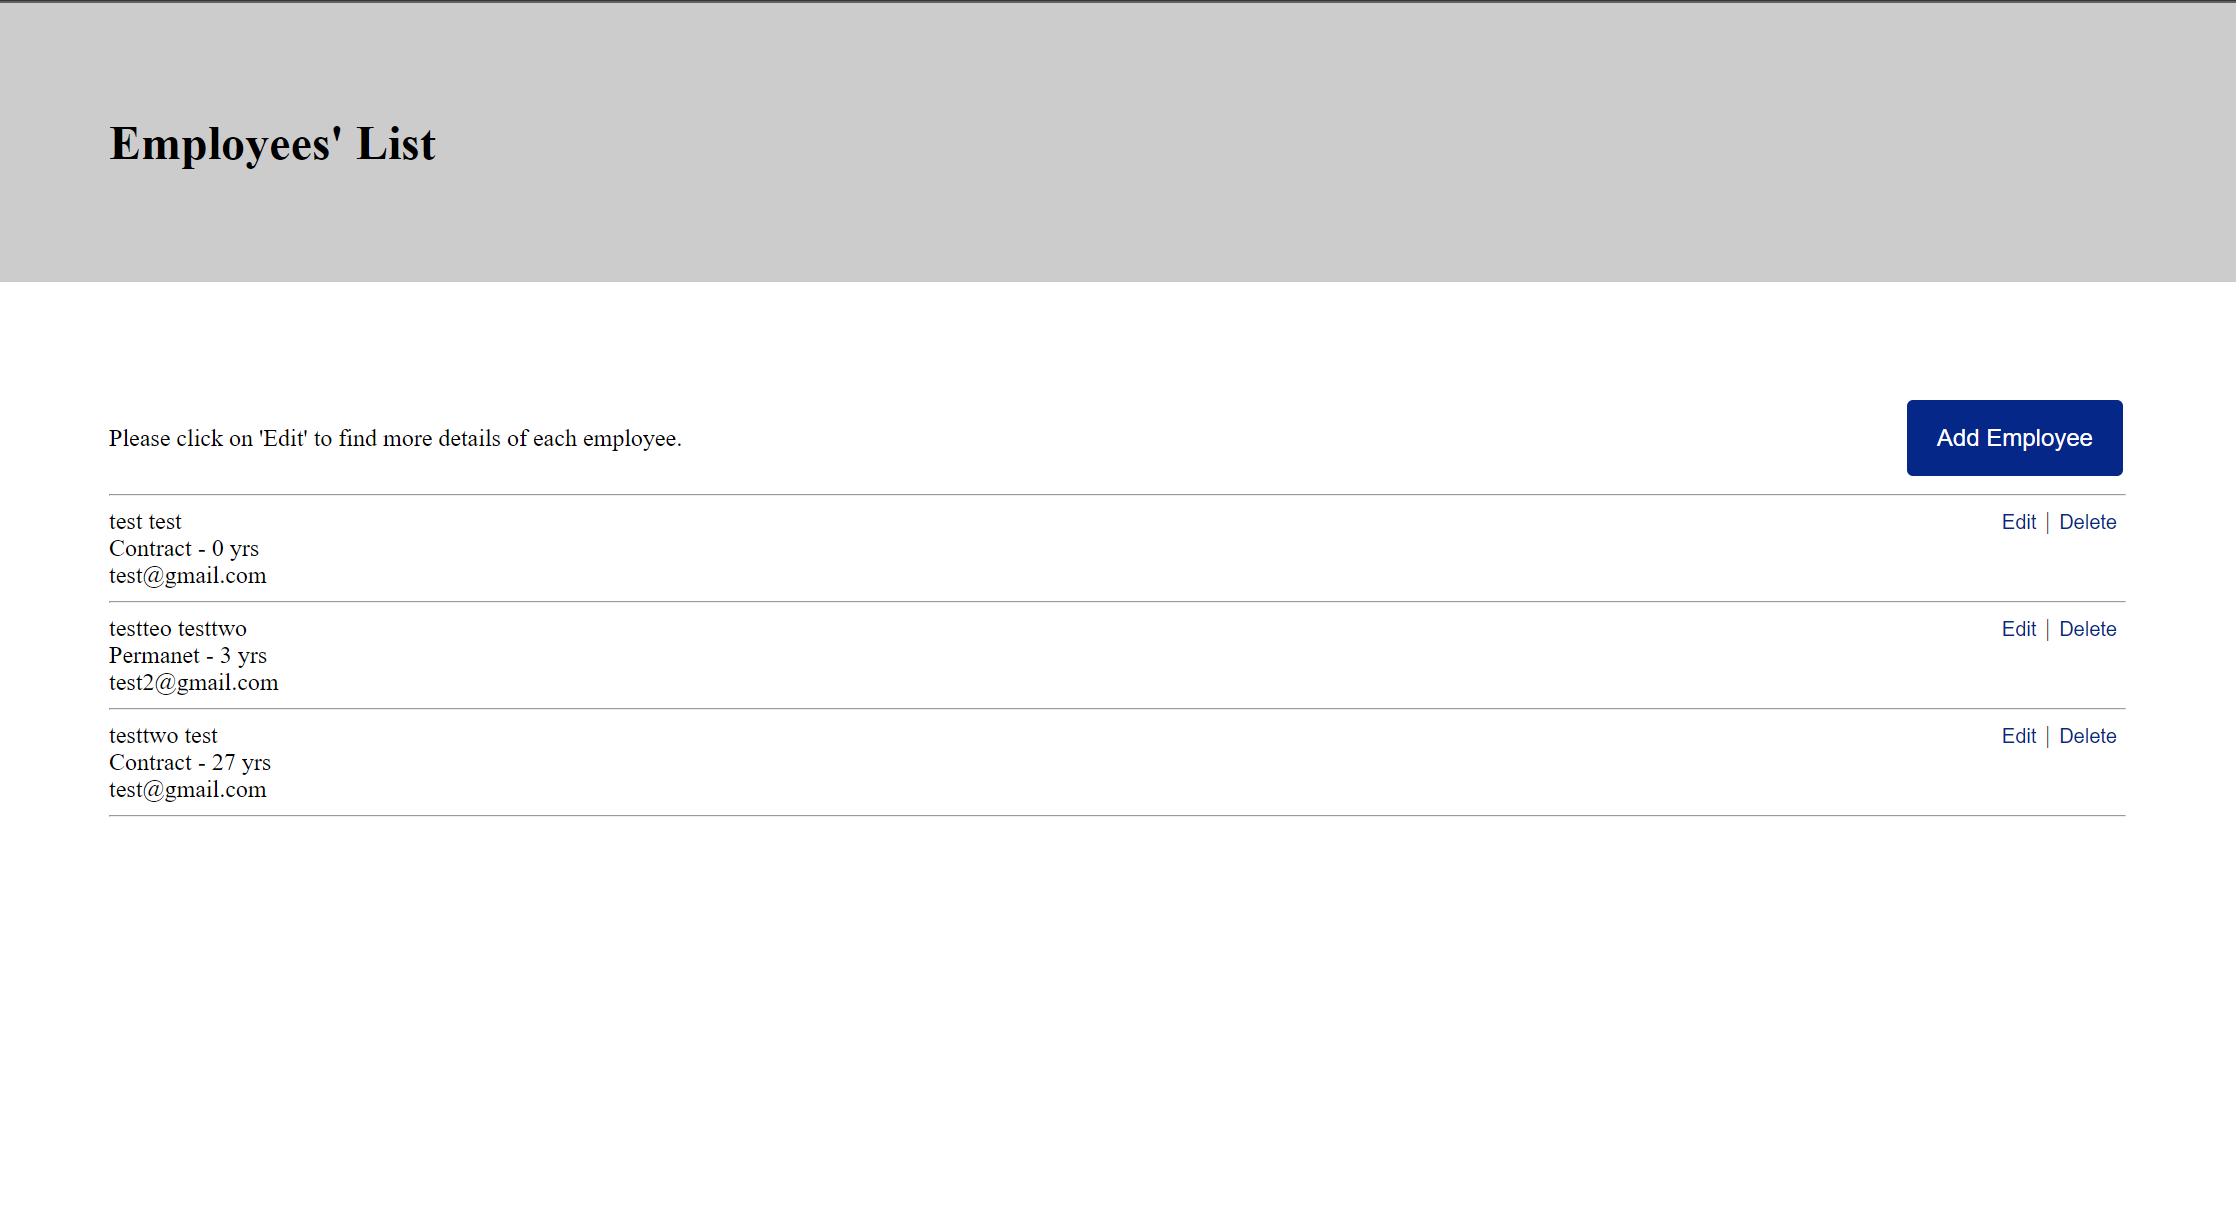 Employees' List
Please click on 'Edit' to find more details of each employee.
Add Employee
test test
Edit | Delete
Contract - 0 yrs
test@gmail.com
testteo testtwo
Edit | Delete
Permanet - 3 yrs
test2@gmail.com
testtwo test
Edit | Delete
Contract - 27 yrs
test@gmail.com